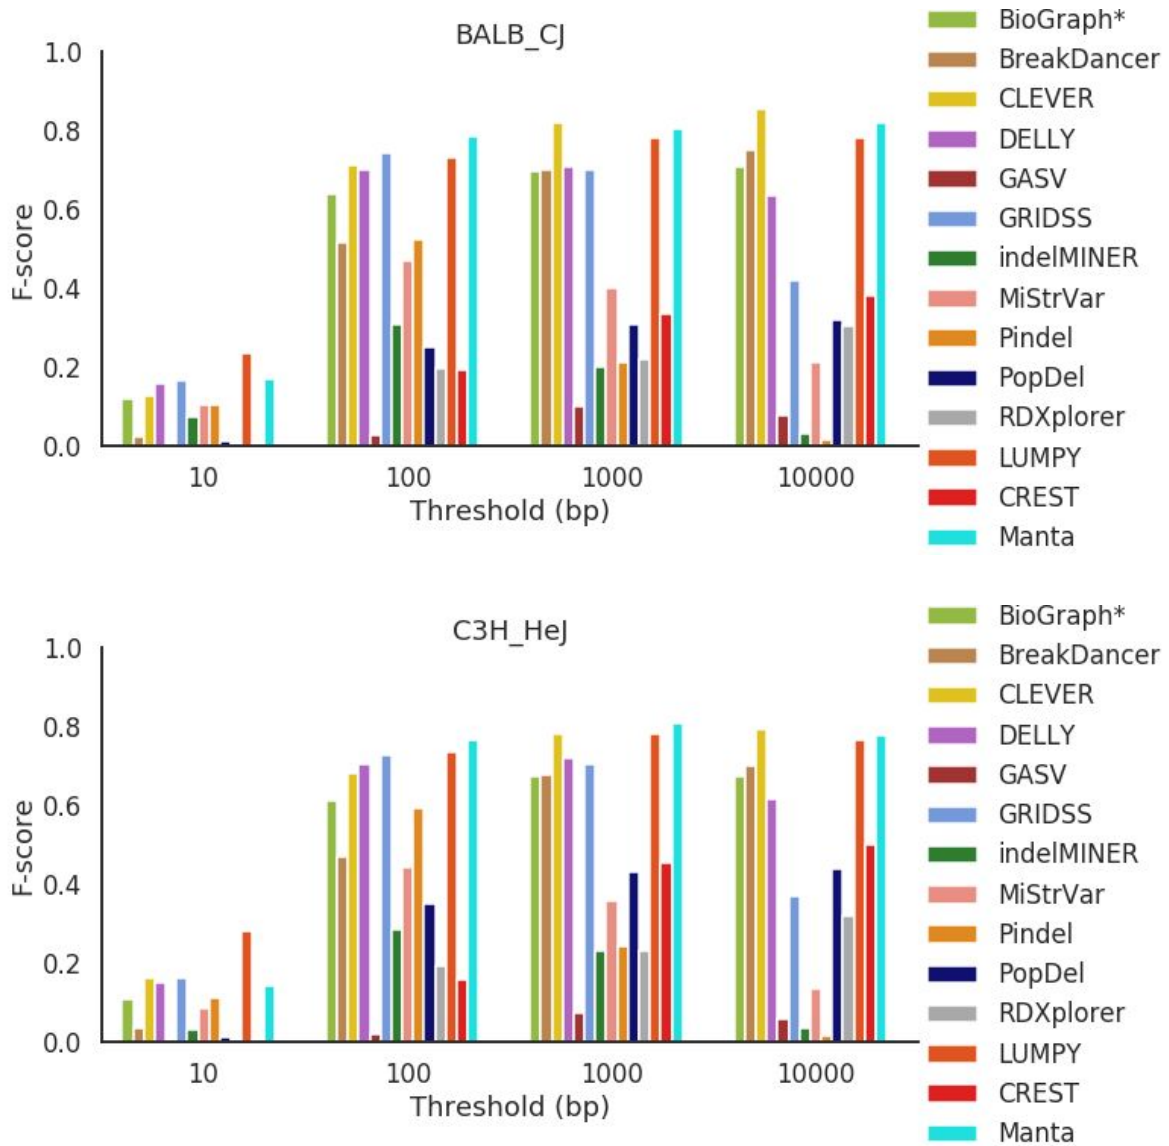 BALB_CJ
1.0
0.8
0.6
0.4
0.2
0.0
F-score
10 100 1000 10000
Threshold (bp)
BioGraph*
BreakDancer
CLEVER
DELLY
GASV
GRIDSS
indelMINER
MiStrVar
Pindel
PopDel
RDXplorer
LUMPY
CREST
Manta
C3H_HeJ
1.0
0.8
0.6
0.4
0.2
0.0
F-score
10 100 1000 10000
Threshold (bp)
BioGraph*
BreakDancer
CLEVER
DELLY
GASV
GRIDSS
indelMINER
MiStrVar
Pindel
PopDel
RDXplorer
LUMPY
CREST
Manta